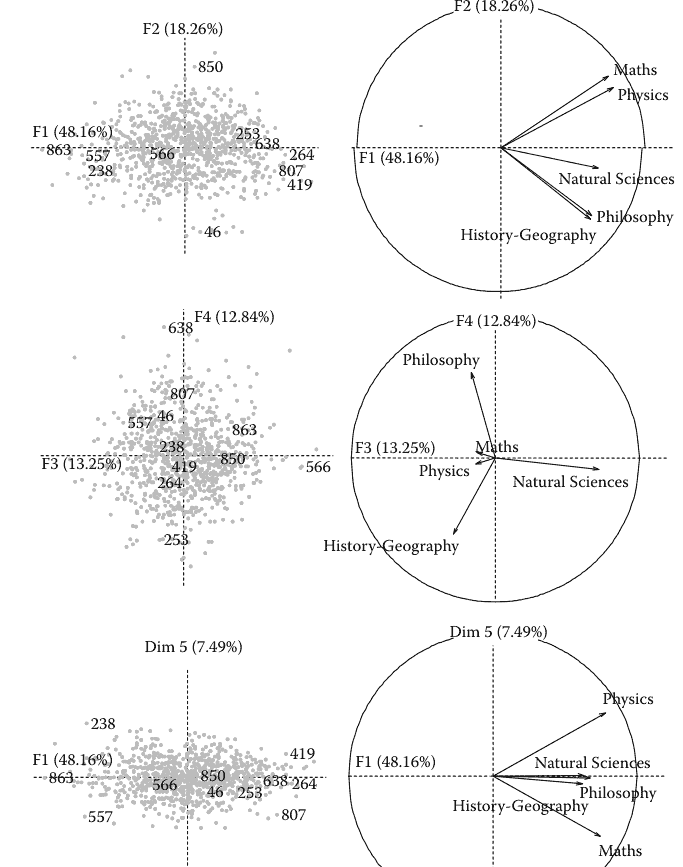 F2 (18.26%)
850
F1 (48.16%)
253
638
863
557
566
264
238
807
419
46
F2 (18.26%)
Maths
Physics
F1 (48.16%)
Natural Sciences
Philosophy
History-Geography
F4 (12.84%)
638
807
46
557
863
238
F3 (13.25%)
419
850
566
264
253
F4 (12.84%)
Philosophy
F3 (13.25%)
Maths
Physics
Natural Sciences
History-Geography
Dim 5 (7.49%)
238
F1 (48.16%)
419
863
566
850
638
264
46
253
557
807
Dim 5 (7.49%)
Physics
F1 (48.16%)
Natural Sciences
Philosophy
History-Geography
Maths